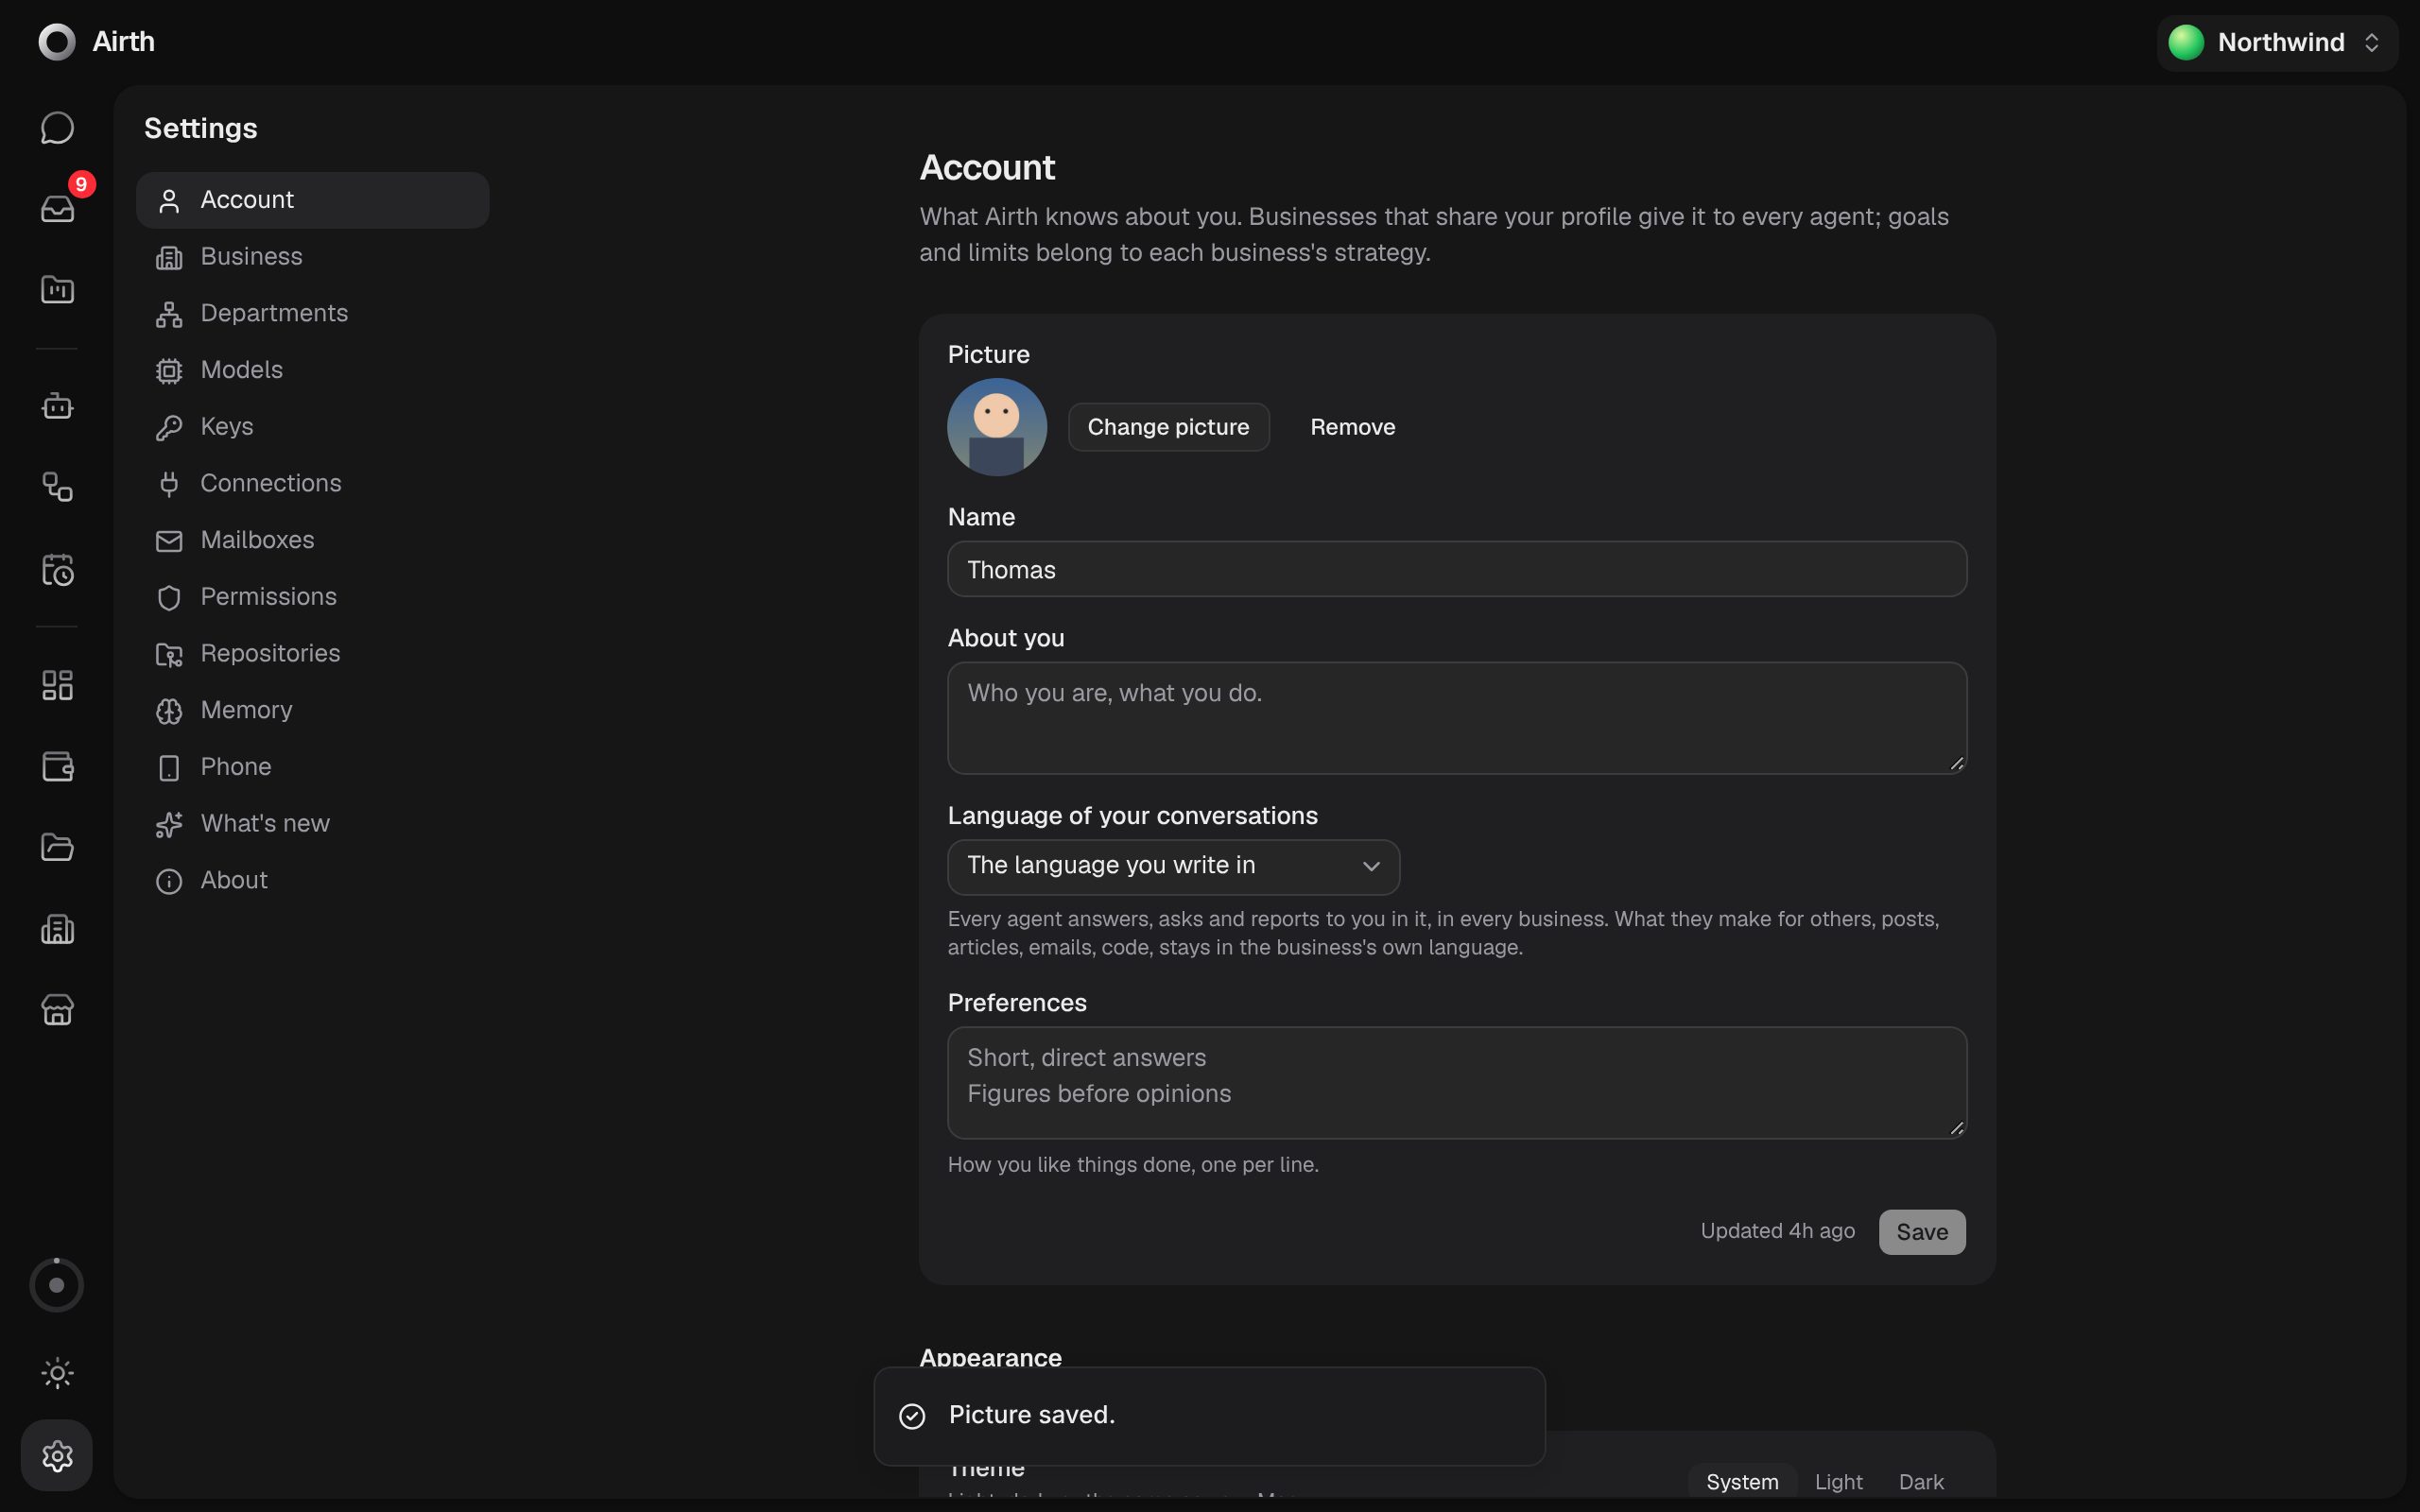 Airth
Northwind
9
Settings
Account
Business
Departments
Models
Keys
Connections
Mailboxes
Permissions
Repositories
Memory
Phone
What's new
About
Account
What Airth knows about you. Businesses that share your profile give it to every agent; goals
and limits belong to each business's strategy.
Picture
Change picture
Remove
Name
Thomas
About you
Who you are, what you do.
Language of your conversations
The language you write in
Every agent answers, asks and reports to you in it, in every business. What they make for others, posts,
articles, emails, code, stays in the business's own language.
Preferences
Short, direct answers
Figures before opinions
How you like things done, one per line.
Updated 4h ago
Save
Appearance
Picture saved.
Theme
System
Light
Dark